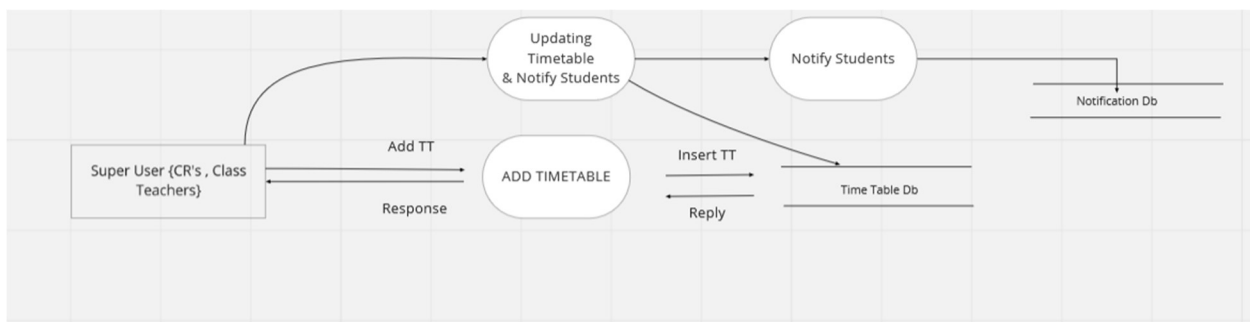 Updating
Timetable
& Notify Students
Notify Students
Notification Db
Add TT
Super User {CR's , Class
Teachers}
ADD TIMETABLE
Insert TT
Time Table Db
Response
Reply